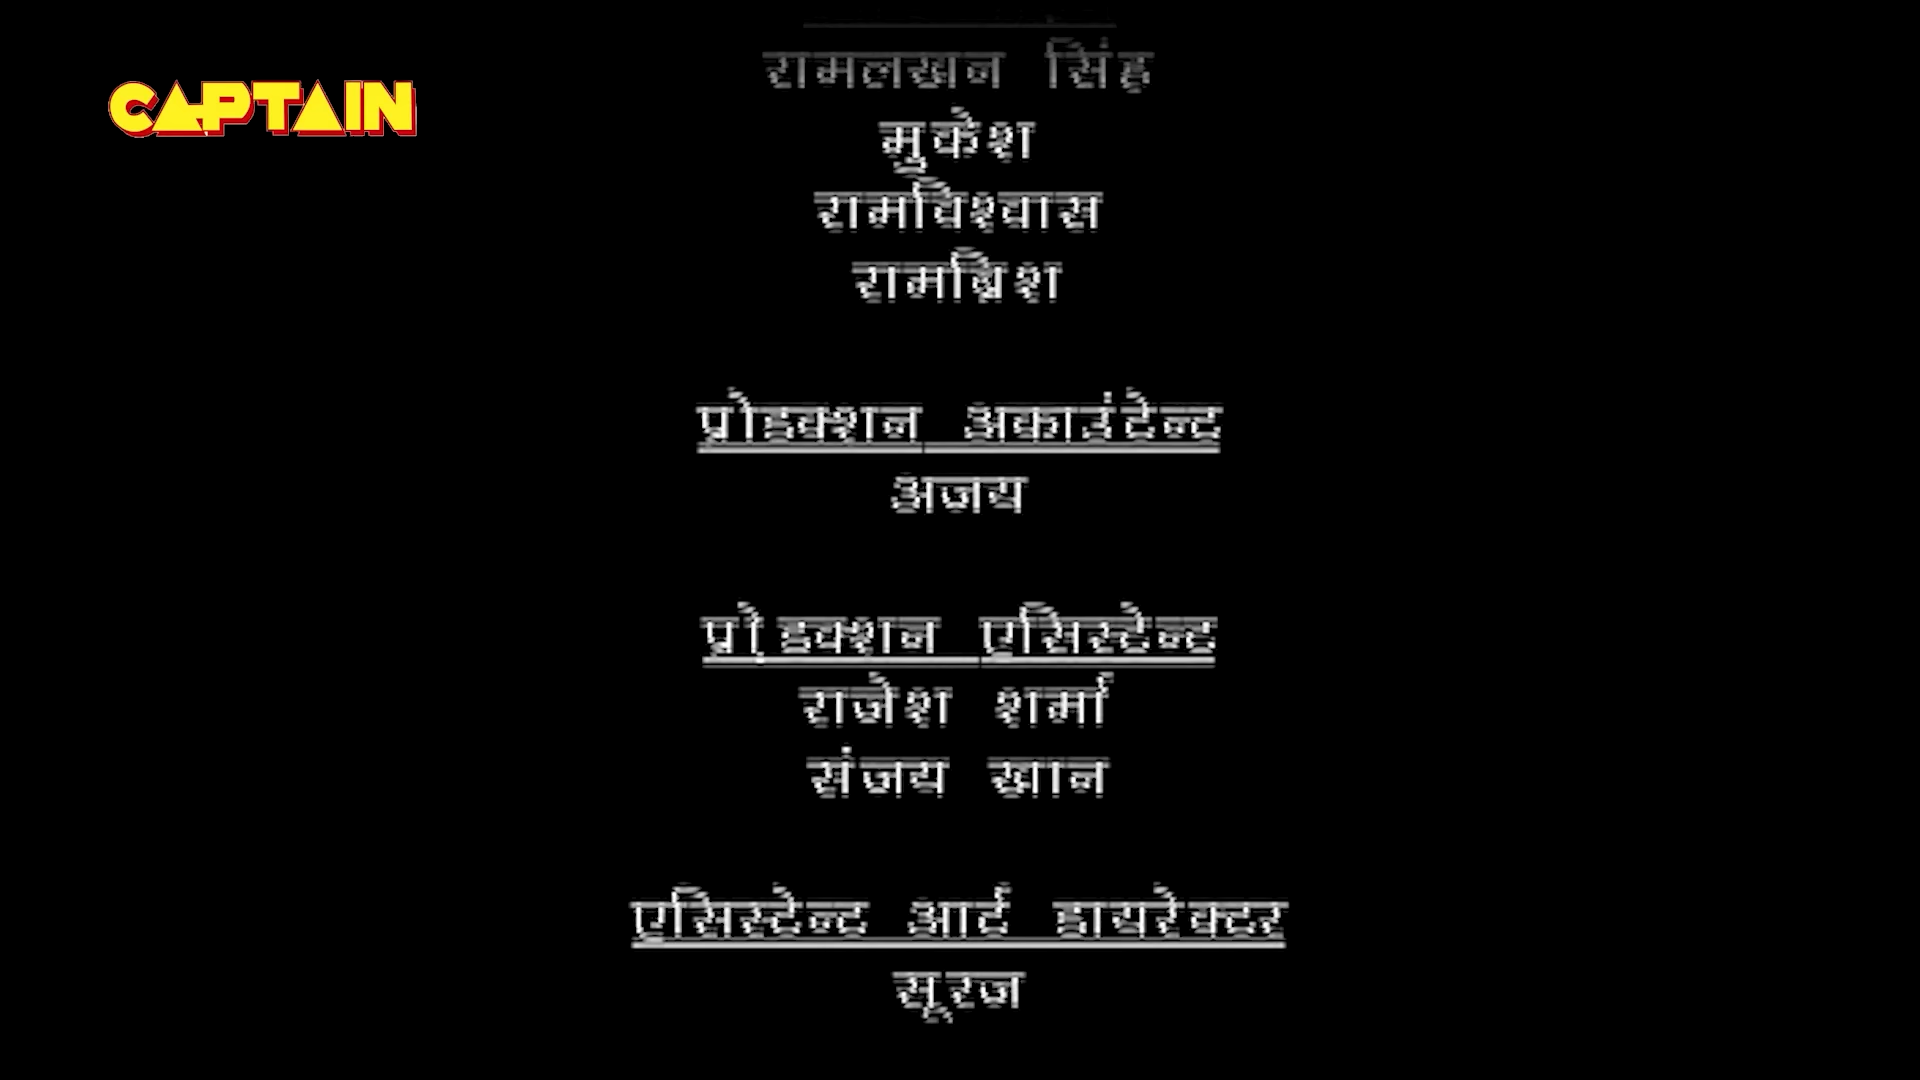 CAPTAIN
रामलखन सिंह
मुकेश
रामविश्वास
रामब्रिश
प्रोडक्शन अकाउंटेन्ट
अजय
प्रोडक्शन एसिस्टेन्ट
राजेश शर्मा
संजय खान
एसिस्टेन्ट आर्ट डायरेक्टर
सूरज